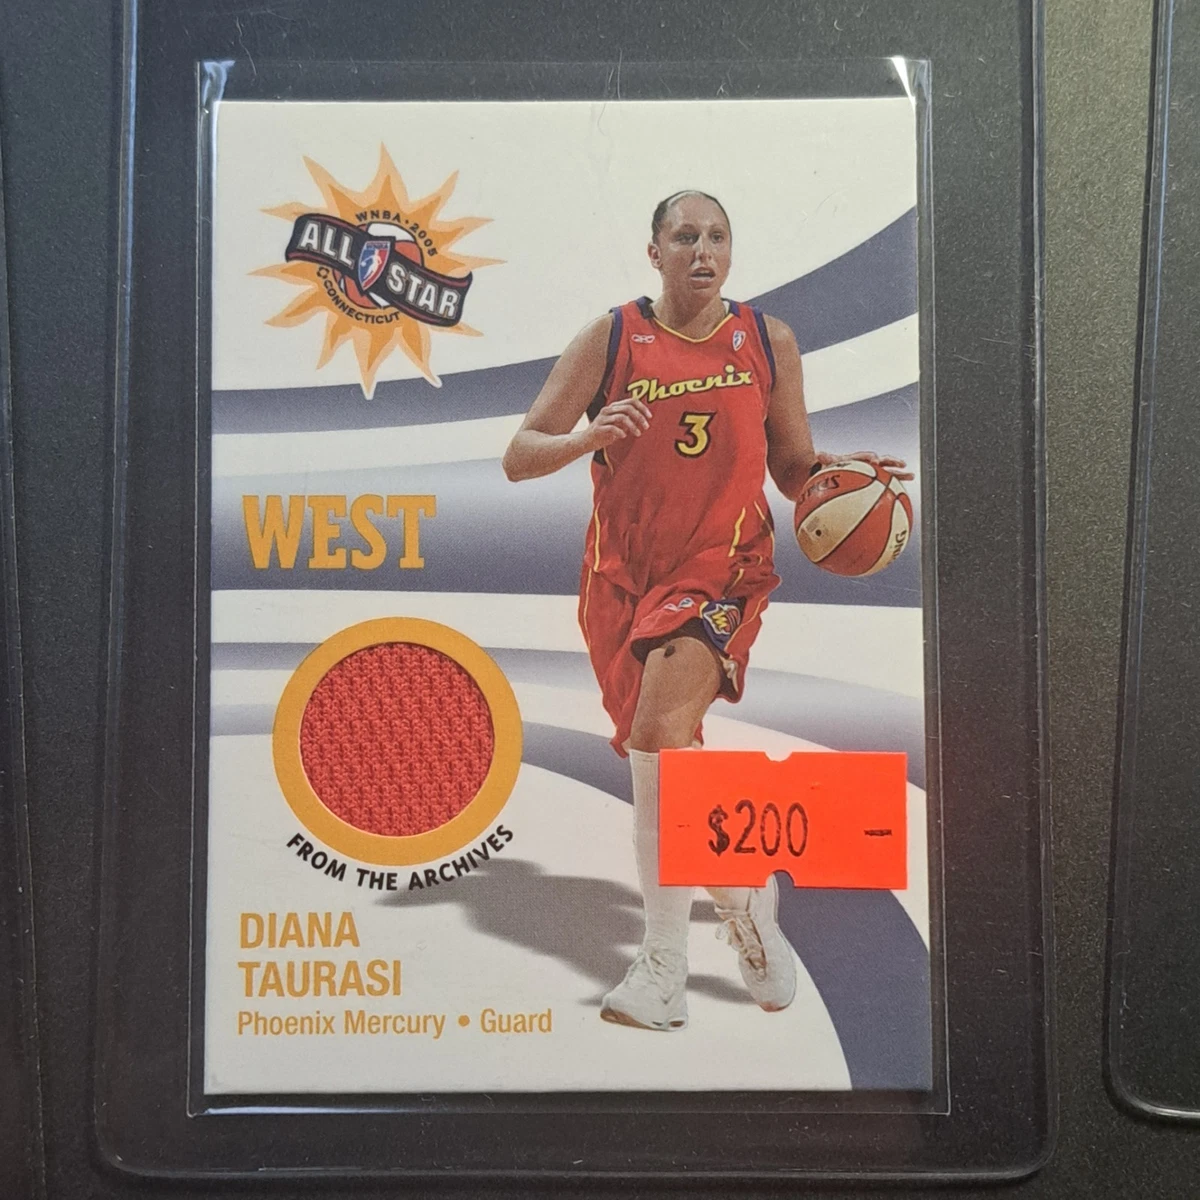 WNBA • 2005
ALL STAR
CONNECTICUT
Phoenix
3
WEST
$200
FROM THE ARCHIVES
DIANA
TAURASI
Phoenix Mercury • Guard